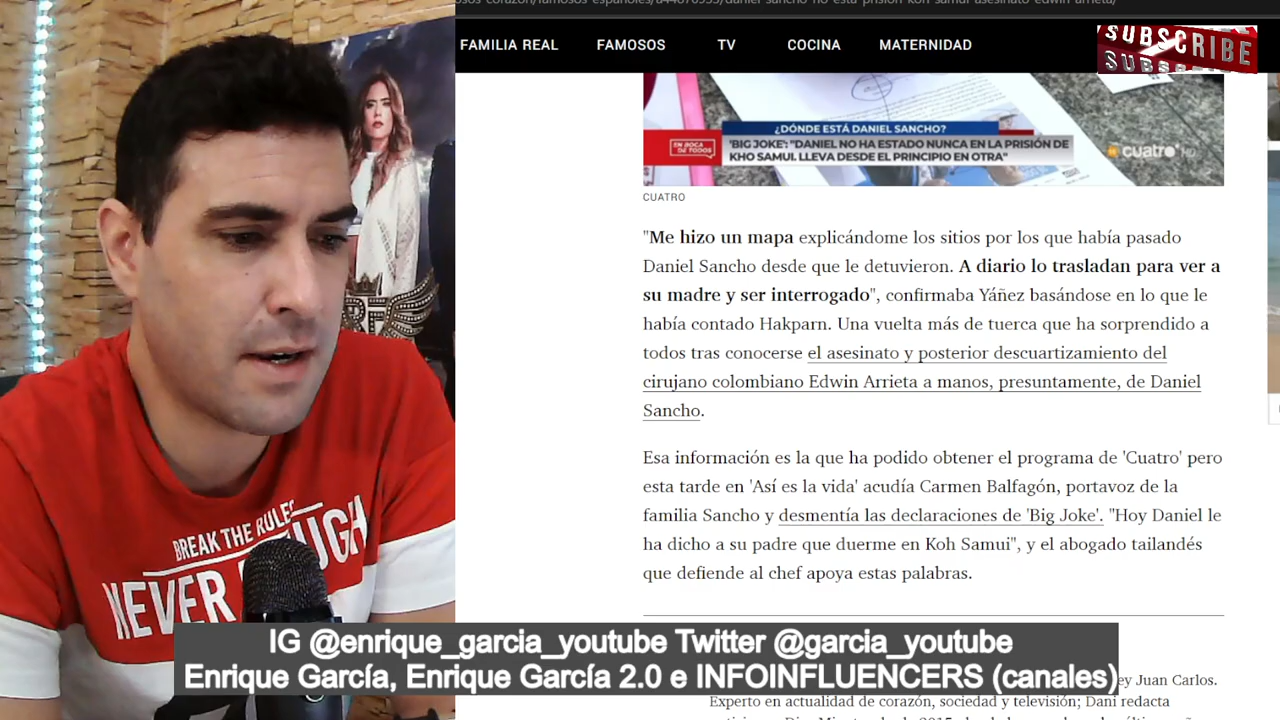 FAMILIA REAL FAMOSOS TV COCINA MATERNIDAD
SUBSCRIBE
¿DÓNDE ESTÁ DANIEL SANCHO?
EN BOCA DE TODOS
'BIG JOKE': "DANIEL NO HA ESTADO NUNCA EN LA PRISIÓN DE
KHO SAMUI. LLEVA DESDE EL PRINCIPIO EN OTRA"
cuatro
CUATRO
"Me hizo un mapa explicándome los sitios por los que había pasado
Daniel Sancho desde que le detuvieron. A diario lo trasladan para ver a
su madre y ser interrogado", confirmaba Yáñez basándose en lo que le
había contado Hakparn. Una vuelta más de tuerca que ha sorprendido a
todos tras conocerse el asesinato y posterior descuartizamiento del
cirujano colombiano Edwin Arrieta a manos, presuntamente, de Daniel
Sancho.
Esa información es la que ha podido obtener el programa de 'Cuatro' pero
esta tarde en 'Así es la vida' acudía Carmen Balfagón, portavoz de la
familia Sancho y desmentía las declaraciones de 'Big Joke'. "Hoy Daniel le
ha dicho a su padre que duerme en Koh Samui", y el abogado tailandés
que defiende al chef apoya estas palabras.
BREAK THE RULES
NEVER
IG @enrique_garcia_youtube Twitter @garcia_youtube
Enrique García, Enrique García 2.0 e INFOINFLUENCERS (canales)
ey Juan Carlos.
Experto en actualidad de corazón, sociedad y televisión; Dani redacta